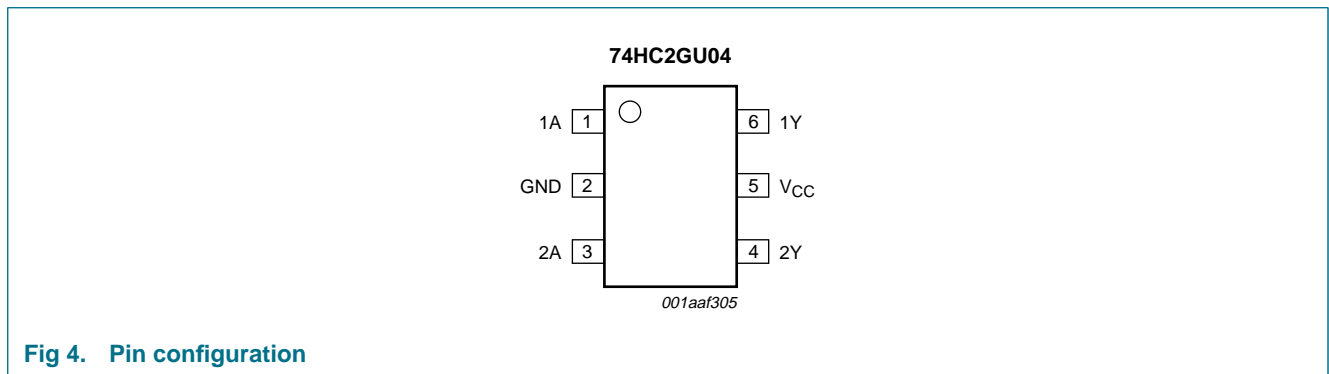 74HC2GU04
1A 1 6 1Y
GND 2 5 VCC
2A 3 4 2Y
001aaf305
Fig 4. Pin configuration